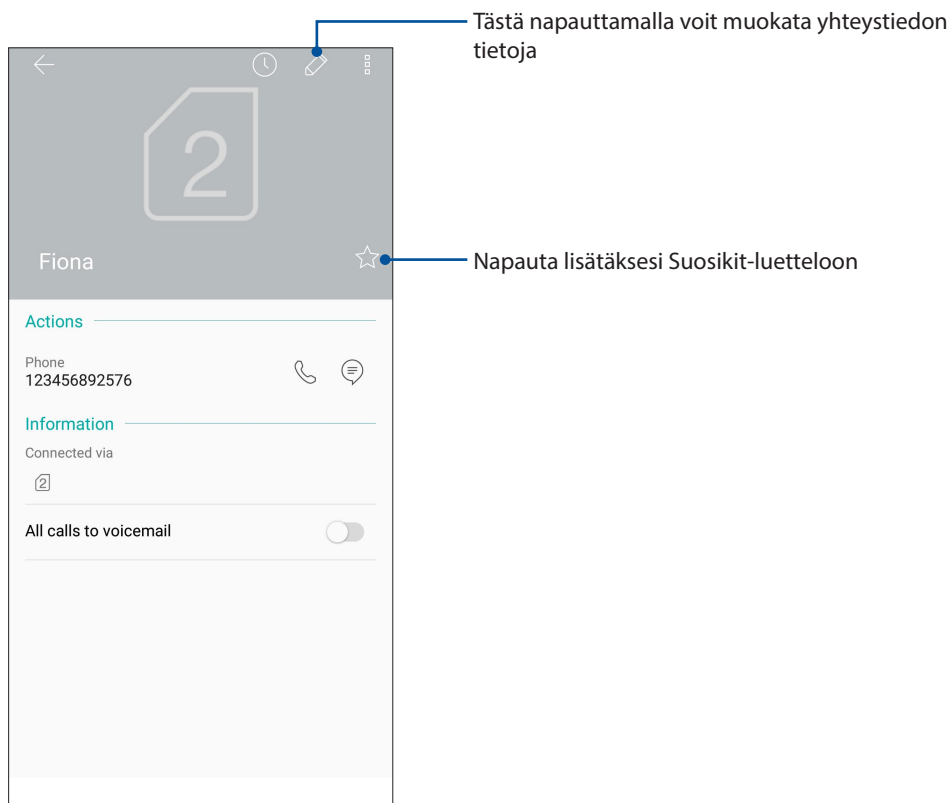 Tästä napauttamalla voit muokata yhteystiedon
tietoja
2
Fiona
Napauta lisätäksesi Suosikit-luetteloon
Actions
Phone
123456892576
Information
Connected via
2
All calls to voicemail